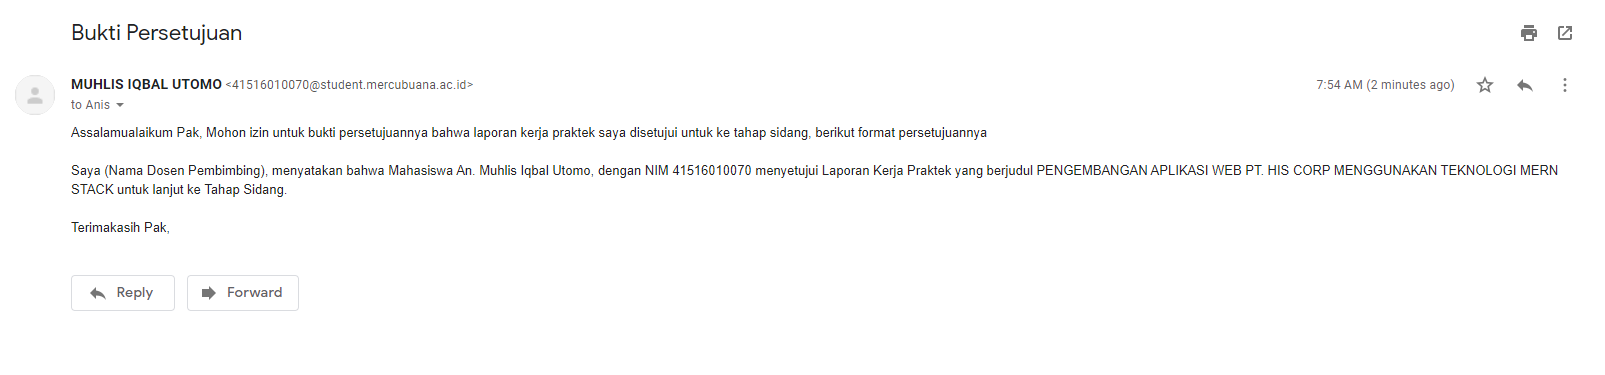 Bukti Persetujuan
MUHLIS IQBAL UTOMO <41516010070@student.mercubuana.ac.id>
7:54 AM (2 minutes ago)
to Anis
Assalamualaikum Pak, Mohon izin untuk bukti persetujuannya bahwa laporan kerja praktek saya disetujui untuk ke tahap sidang, berikut format persetujuannya
Saya (Nama Dosen Pembimbing), menyatakan bahwa Mahasiswa An. Muhlis Iqbal Utomo, dengan NIM 41516010070 menyetujui Laporan Kerja Praktek yang berjudul PENGEMBANGAN APLIKASI WEB PT. HIS CORP MENGGUNAKAN TEKNOLOGI MERN
STACK untuk lanjut ke Tahap Sidang.
Terimakasih Pak,
Reply
Forward